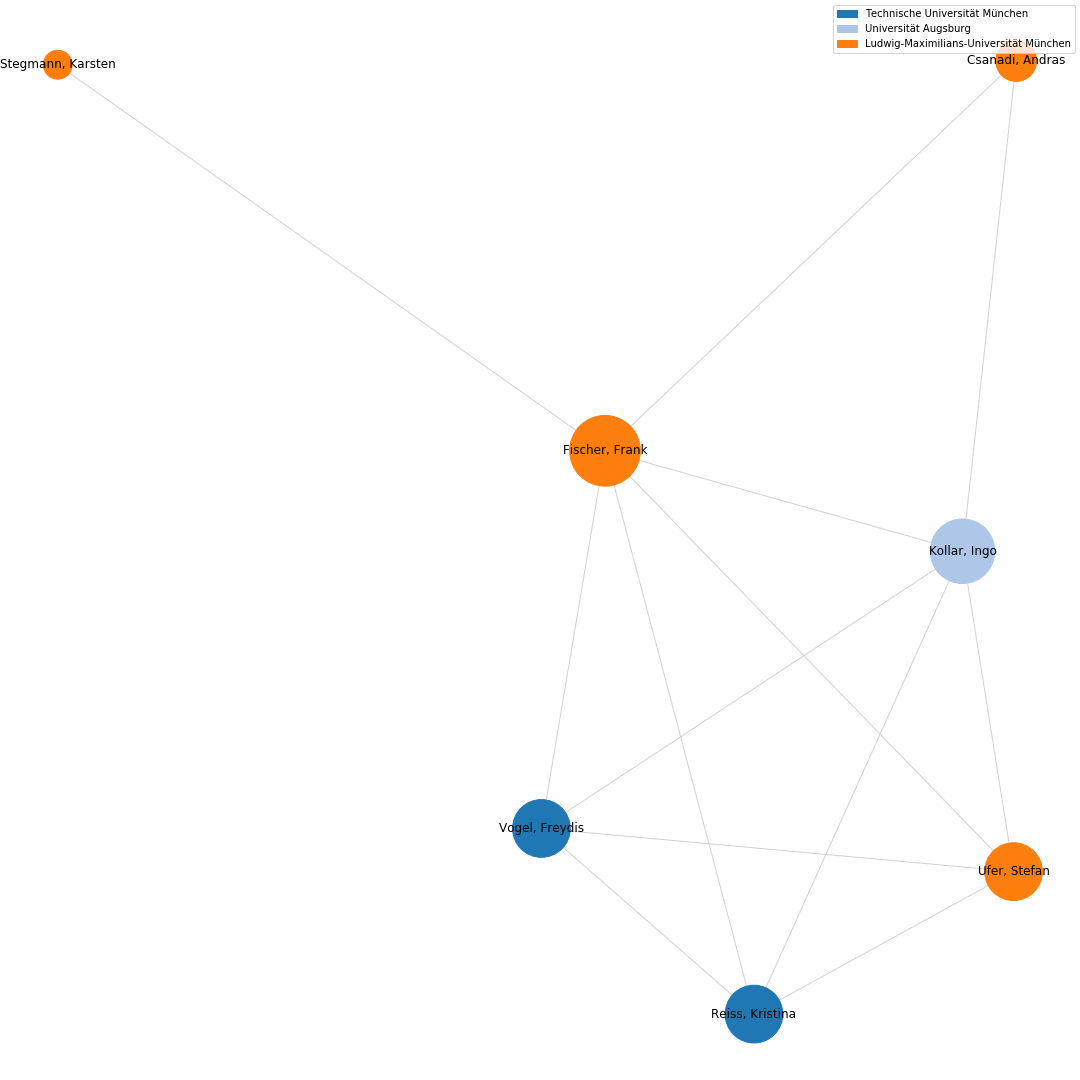 Technische Universität München
Universität Augsburg
Ludwig-Maximilians-Universität München
Stegmann, Karsten
Csanadi, Andras
Fischer, Frank
Kollar, Ingo
Vogel, Freydis
Ufer, Stefan
Reiss, Kristina